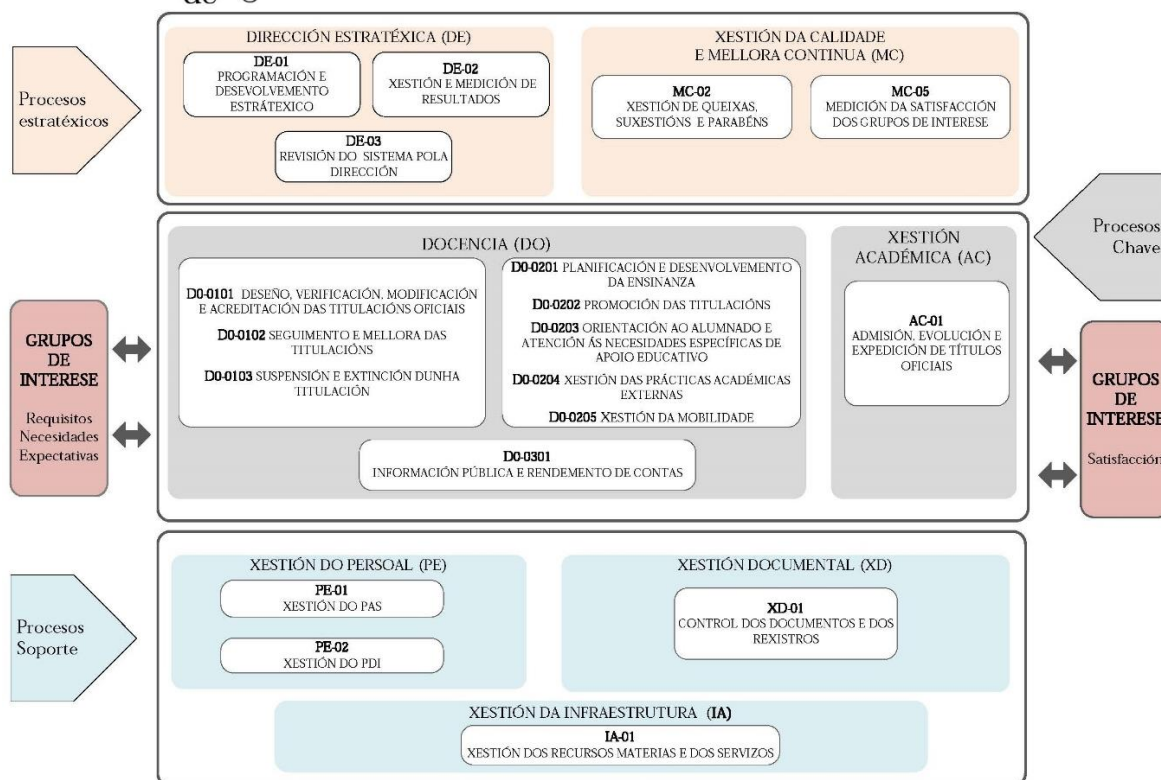 Procesos
estratéxicos
DIRECCIÓN ESTRATÉXICA (DE)
DE-01
PROGRAMACIÓN E
DESEVOLVEMENTO
ESTRÁTEXICO
DE-02
XESTIÓN E MEDICIÓN DE
RESULTADOS
DE-03
REVISIÓN DO SISTEMA POLA
DIRECCIÓN
XESTIÓN DA CALIDADE
E MELLORA CONTINUA (MC)
MC-02
XESTIÓN DE QUEIXAS,
SUXESTIÓNS E PARABÉNS
MC-05
MEDICIÓN DA SATISFACCIÓN
DOS GRUPOS DE INTERESE
Procesos
Chave
GRUPOS
DE
INTERESE
Requisitos
Necesidades
Expectativas
DOCENCIA (DO)
D0-0101 DESEÑO, VERIFICACIÓN, MODIFICACIÓN
E ACREDITACIÓN DAS TITULACIÓNS OFICIAIS
D0-0102 SEGUIMENTO E MELLORA DAS
TITULACIÓNS
D0-0103 SUSPENSIÓN E EXTINCIÓN DUNHA
TITULACIÓN
D0-0201 PLANIFICACIÓN E DESENVOLVEMENTO
DA ENSINANZA
D0-0202 PROMOCIÓN DAS TITULACIÓNS
D0-0203 ORIENTACIÓN AO ALUMNADO E
ATENCIÓN ÁS NECESIDADES ESPECÍFICAS DE
APOIO EDUCATIVO
D0-0204 XESTIÓN DAS PRÁCTICAS ACADÉMICAS
EXTERNAS
D0-0205 XESTIÓN DA MOBILIDADE
D0-0301
INFORMACIÓN PÚBLICA E RENDEMENTO DE CONTAS
XESTIÓN
ACADÉMICA (AC)
AC-01
ADMISIÓN, EVOLUCIÓN E
EXPEDICIÓN DE TÍTULOS
OFICIAIS
GRUPOS
DE
INTERESE
Satisfacción
Procesos
Soporte
XESTIÓN DO PERSOAL (PE)
PE-01
XESTIÓN DO PAS
PE-02
XESTIÓN DO PDI
XESTIÓN DOCUMENTAL (XD)
XD-01
CONTROL DOS DOCUMENTOS E DOS
REXISTROS
XESTIÓN DA INFRAESTRUTURA (IA)
IA-01
XESTIÓN DOS RECURSOS MATERIAS E DOS SERVIZOS